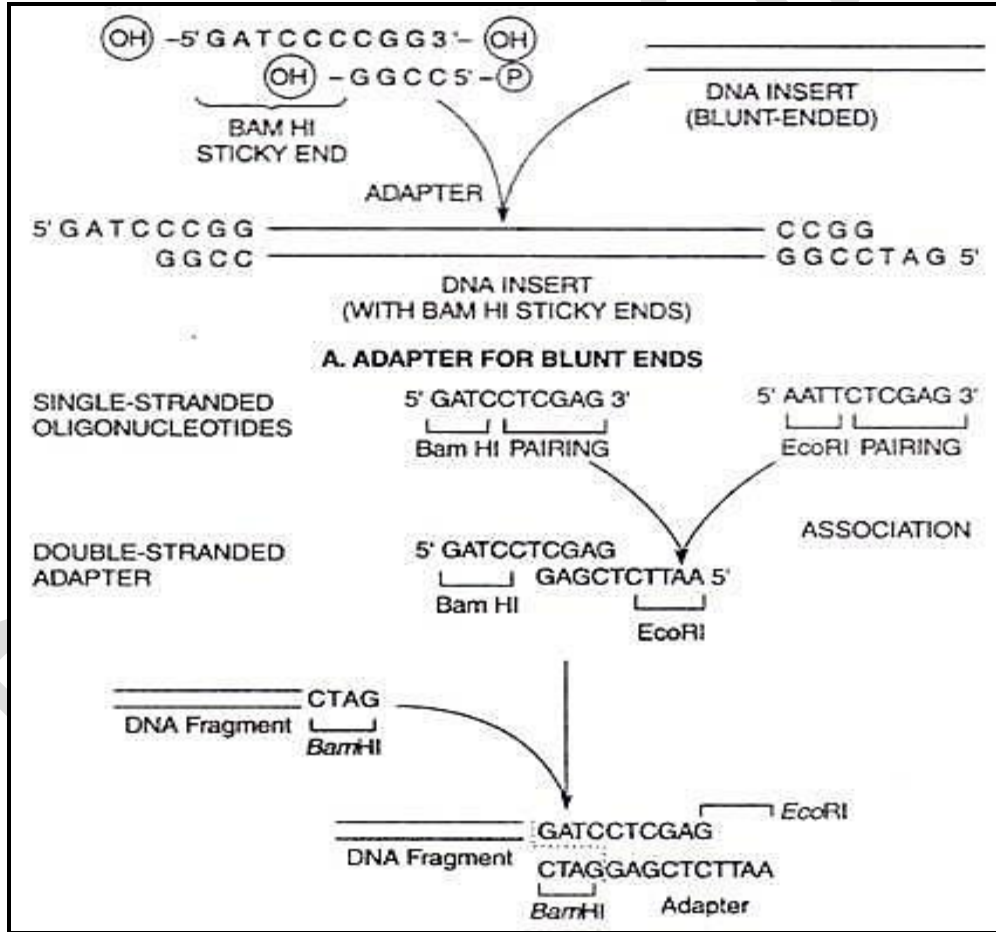 OH –5' G A T C C C C G G 3'– OH
OH – G G C C 5' – P
BAM HI
STICKY END
DNA INSERT
(BLUNT-ENDED)
ADAPTER
5' G A T C C C G G C C G G
G G C C G G C C T A G 5'
DNA INSERT
(WITH BAM HI STICKY ENDS)
A. ADAPTER FOR BLUNT ENDS
SINGLE-STRANDED
OLIGONUCLEOTIDES
5' GATCCTCGAG 3'
Bam HI PAIRING
5' AATTCTCGAG 3'
EcoRI PAIRING
ASSOCIATION
DOUBLE-STRANDED
ADAPTER
5' GATCCTCGAG
GAGCTCTTAA 5'
Bam HI
EcoRI
CTAG
DNA Fragment
BamHI
EcoRI
GATCCTCGAG
DNA Fragment
CTAGGAGCTCTTAA
BamHI Adapter